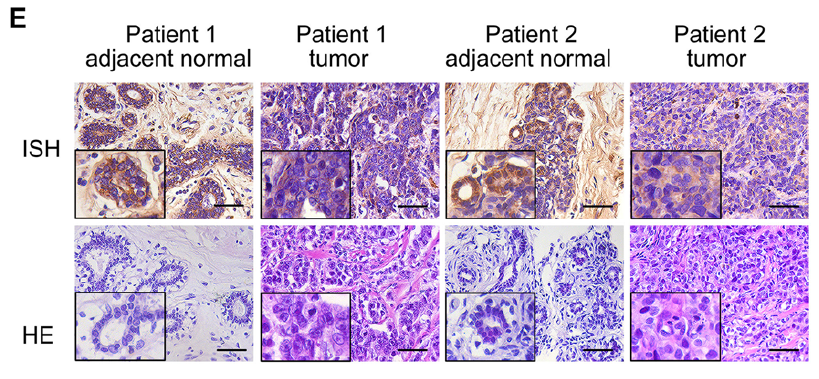 E
Patient 1
adjacent normal
Patient 1
tumor
Patient 2
adjacent normal
Patient 2
tumor
ISH
HE